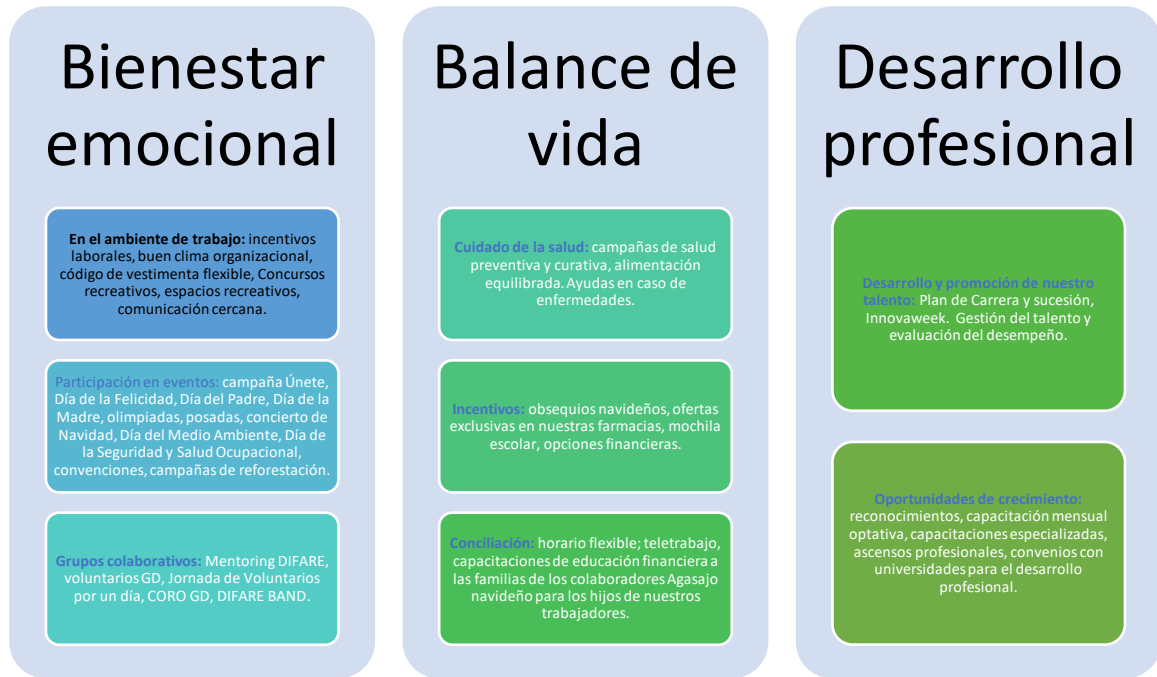 Bienestar
emocional
En el ambiente de trabajo: incentivos
laborales, buen clima organizacional,
código de vestimenta flexible, Concursos
recreativos, espacios recreativos,
comunicación cercana.
Participación en eventos: campaña Únete,
Día de la Felicidad, Día del Padre, Día de la
Madre, olimpiadas, posadas, concierto de
Navidad, Día del Medio Ambiente, Día de
la Seguridad y Salud Ocupacional,
convenciones, campañas de reforestación.
Grupos colaborativos: Mentoring DIFARE,
voluntarios GD, Jornada de Voluntarios
por un día, CORO GD, DIFARE BAND.
Balance de
vida
Cuidado de la salud: campañas de salud
preventiva y curativa, alimentación
equilibrada. Ayudas en caso de
enfermedades.
Incentivos: obsequios navideños, ofertas
exclusivas en nuestras farmacias, mochila
escolar, opciones financieras.
Conciliación: horario flexible; teletrabajo,
capacitaciones de educación financiera a
las familias de los colaboradores Agasajo
navideño para los hijos de nuestros
trabajadores.
Desarrollo
profesional
Desarrollo y promoción de nuestro
talento: Plan de Carrera y sucesión,
Innovaweek. Gestión del talento y
evaluación del desempeño.
Oportunidades de crecimiento:
reconocimientos, capacitación mensual
optativa, capacitaciones especializadas,
ascensos profesionales, convenios con
universidades para el desarrollo
profesional.